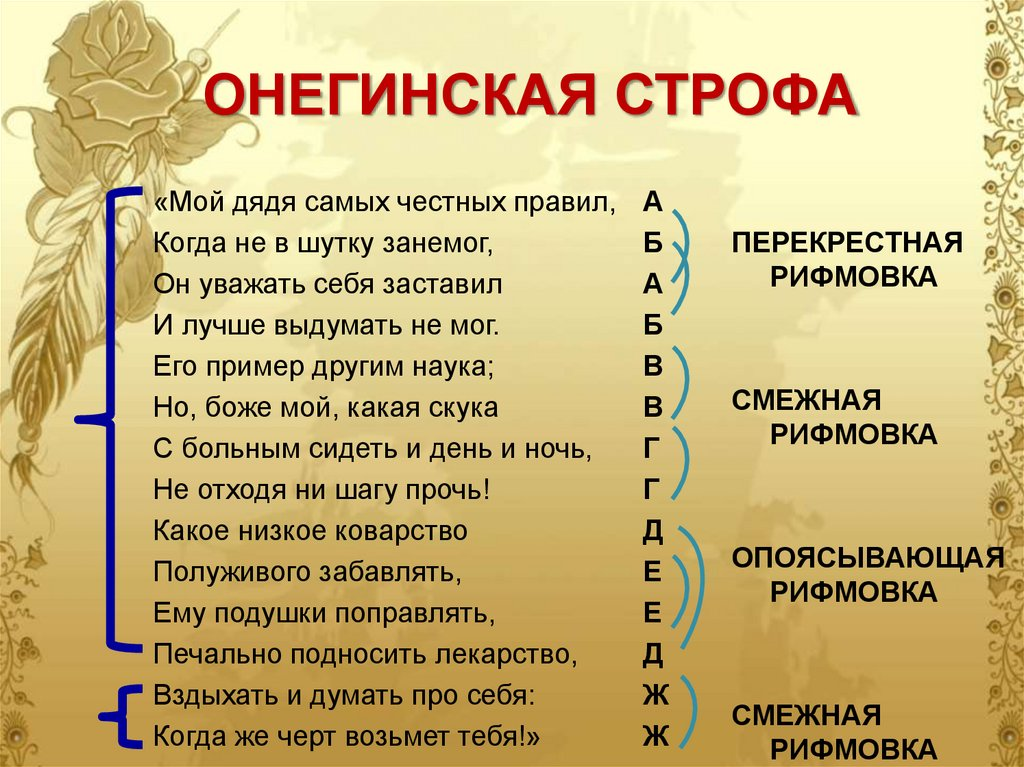 ОНЕГИНСКАЯ СТРОФА
«Мой дядя самых честных правил, А
Когда не в шутку занемог, Б
Он уважать себя заставил А
И лучше выдумать не мог. Б
Его пример другим наука; В
Но, боже мой, какая скука В
С больным сидеть и день и ночь, Г
Не отходя ни шагу прочь! Г
Какое низкое коварство Д
Полуживого забавлять, Е
Ему подушки поправлять, Е
Печально подносить лекарство, Д
Вздыхать и думать про себя: Ж
Когда же черт возьмет тебя!» Ж
ПЕРЕКРЕСТНАЯ
РИФМОВКА
СМЕЖНАЯ
РИФМОВКА
ОПОЯСЫВАЮЩАЯ
РИФМОВКА
СМЕЖНАЯ
РИФМОВКА